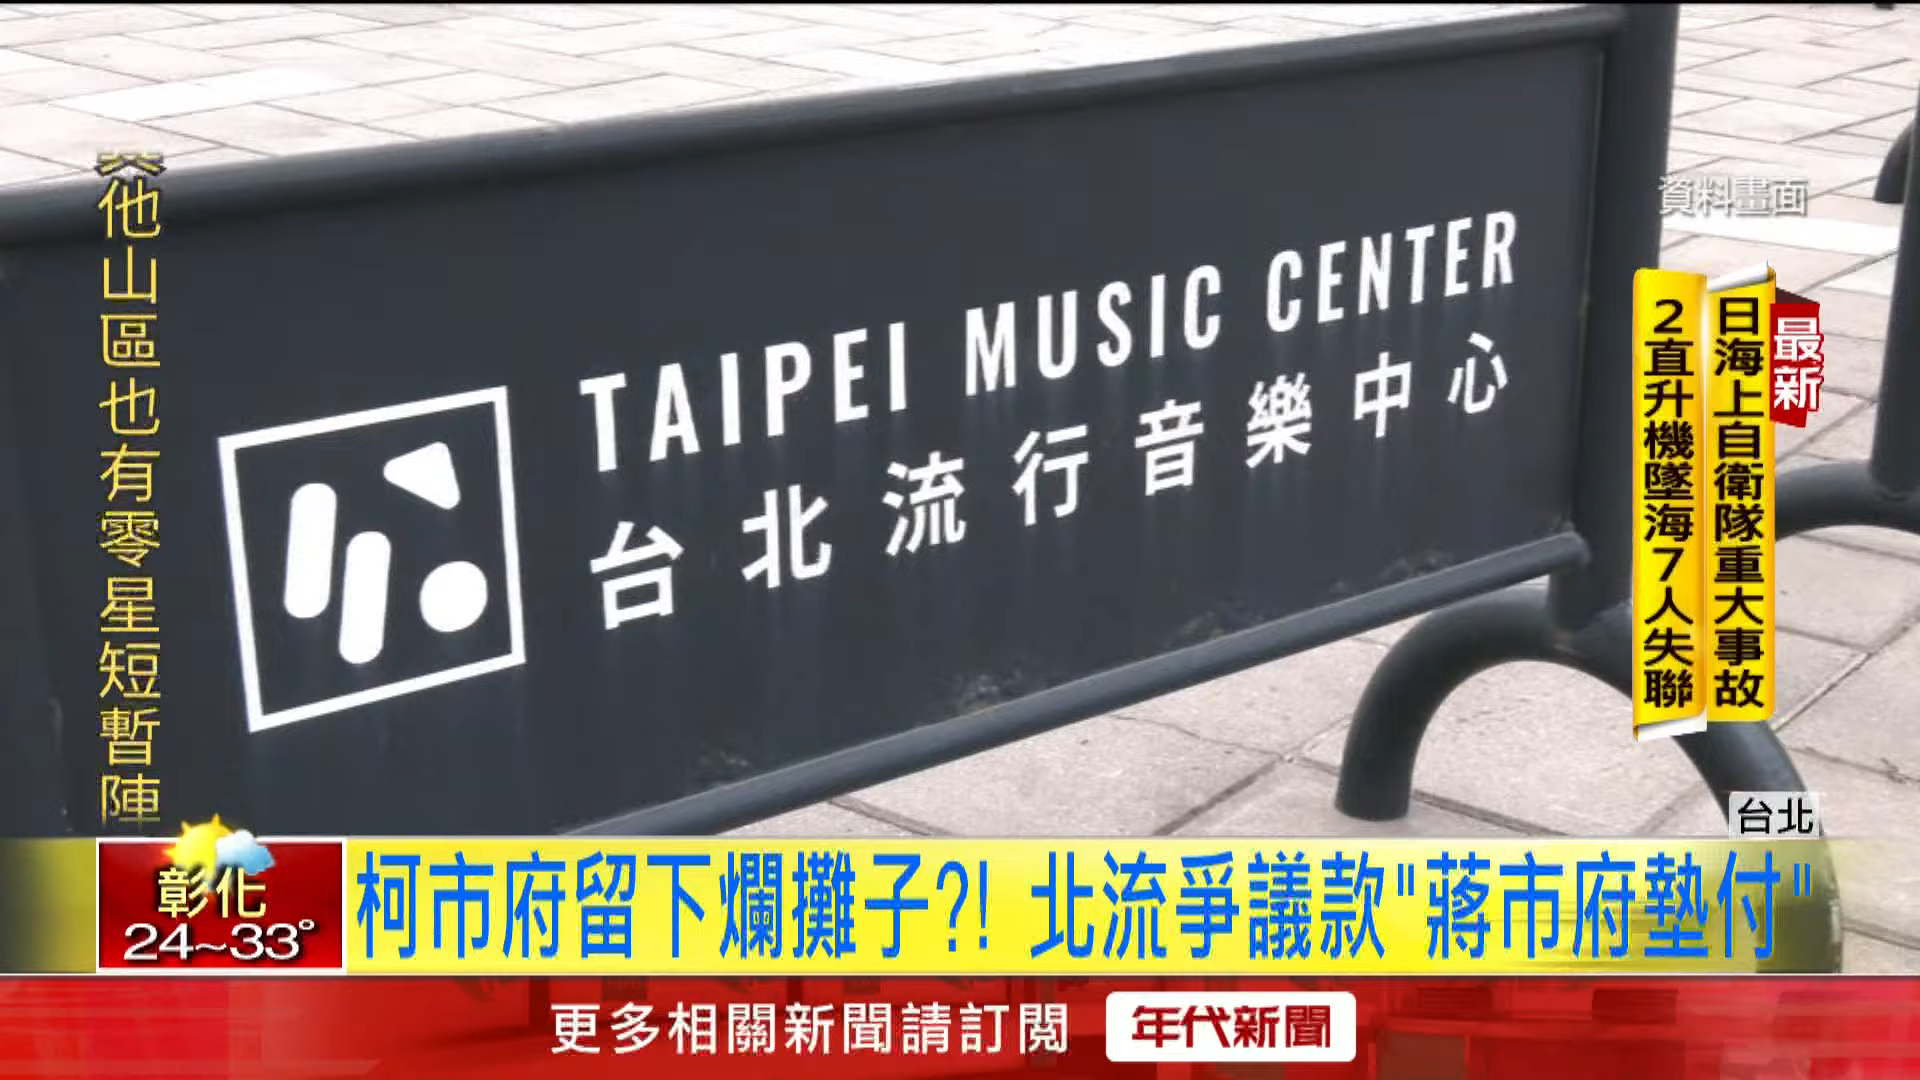 其他山區也有零星短暫陣
資料畫面
TAIPEI MUSIC CENTER
台北流行音樂中心
最新
日海上自衛隊重大事故
2直升機墜海7人失聯
台北
彰化
24~33°
柯市府留下爛攤子?! 北流爭議款"蔣市府墊付"
更多相關新聞請訂閱
年代新聞